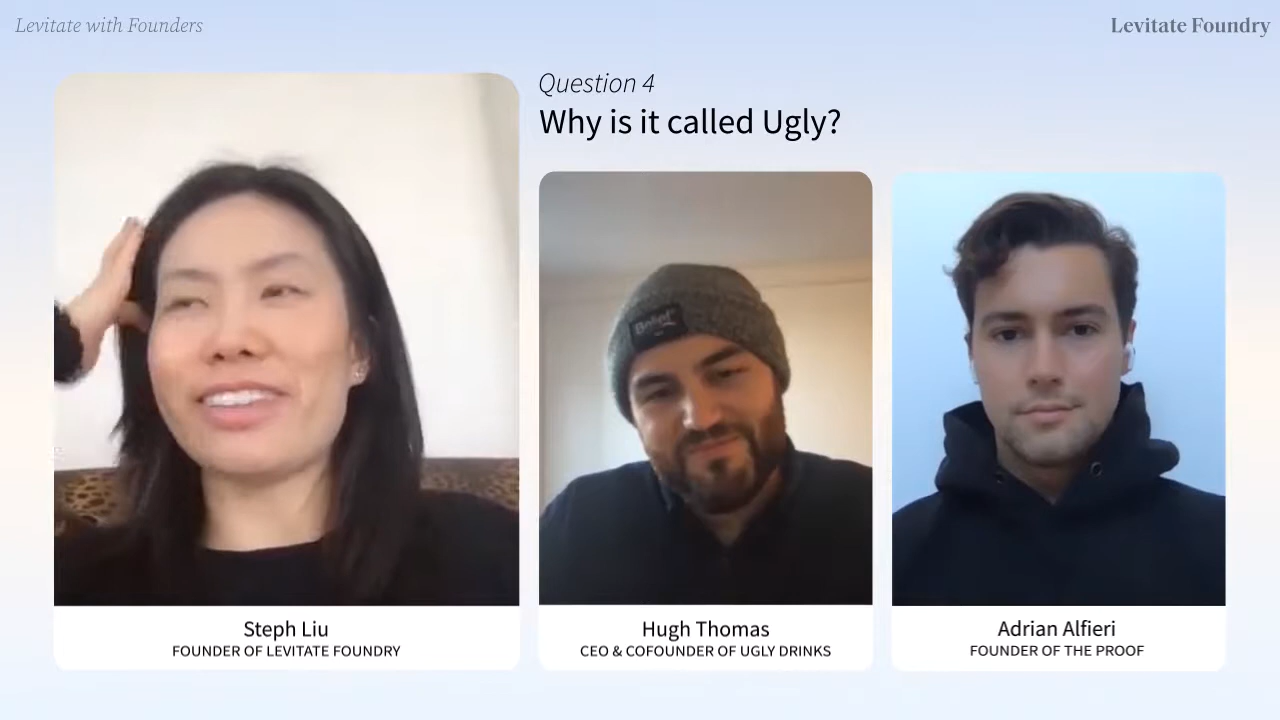 Levitate with Founders
Levitate Foundry
Question 4
Why is it called Ugly?
Belief
Steph Liu
FOUNDER OF LEVITATE FOUNDRY
Hugh Thomas
CEO & COFOUNDER OF UGLY DRINKS
Adrian Alfieri
FOUNDER OF THE PROOF